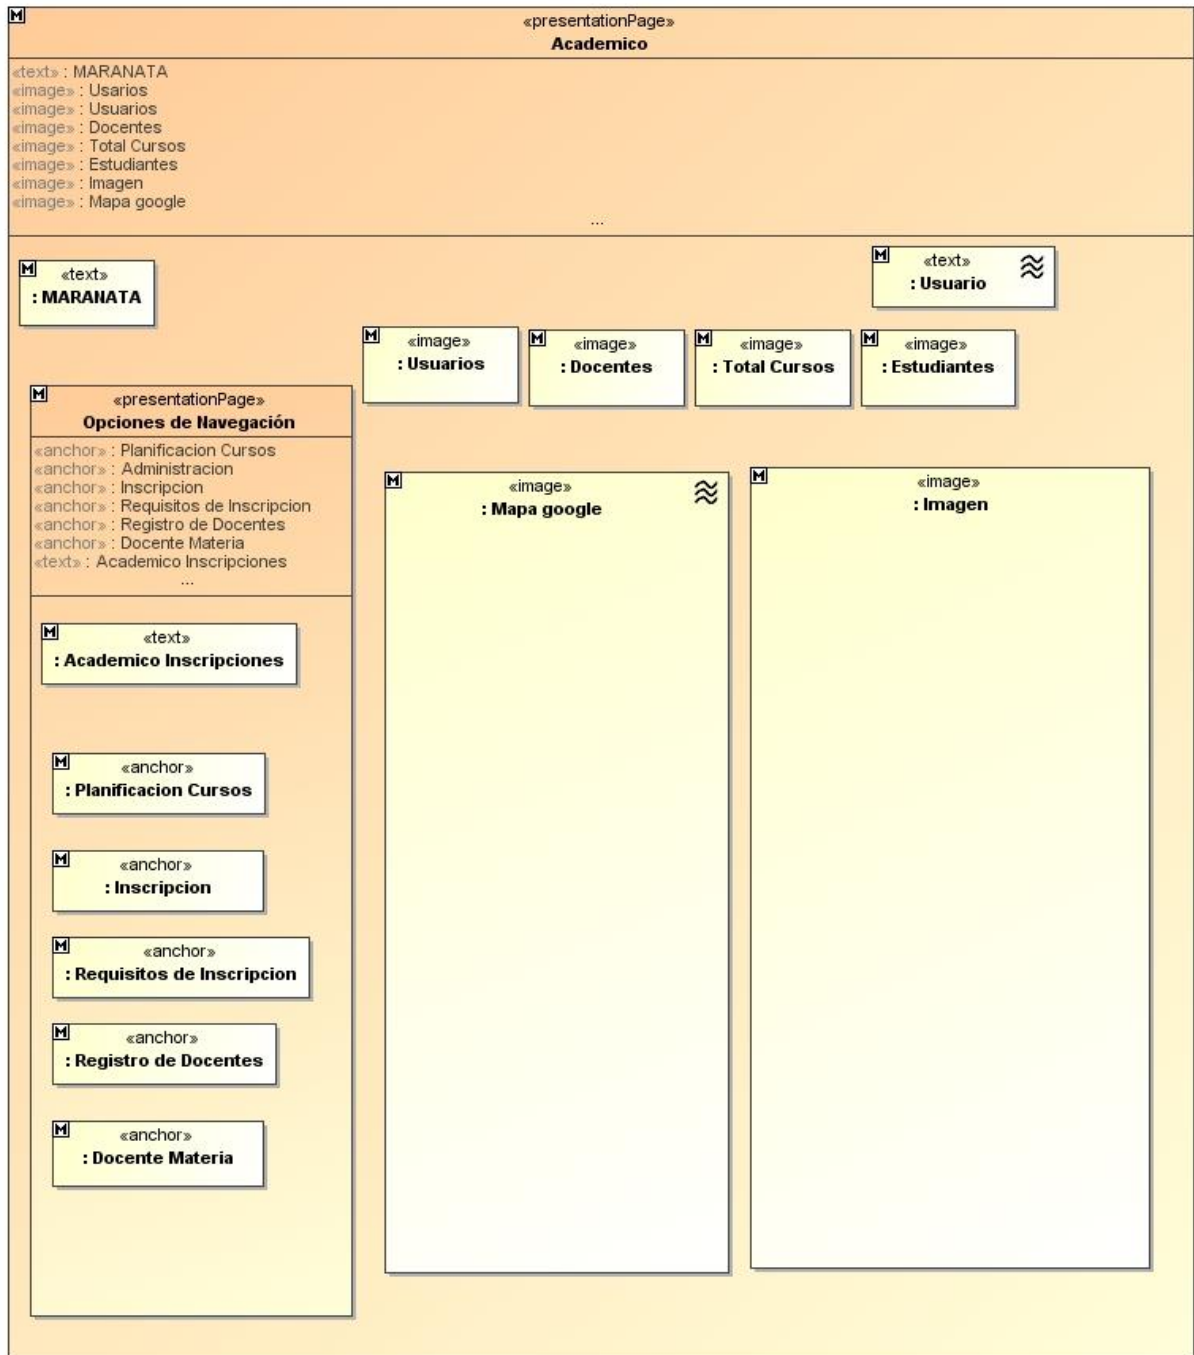 «presentationPage»
Academico
«text» : MARANATA
«image» : Usarios
«image» : Usuarios
«image» : Docentes
«image» : Total Cursos
«image» : Estudiantes
«image» : Imagen
«image» : Mapa google
...
«text»
: MARANATA
«text»
: Usuario
«image»
: Usuarios
«image»
: Docentes
«image»
: Total Cursos
«image»
: Estudiantes
«presentationPage»
Opciones de Navegación
«anchor» : Planificacion Cursos
«anchor» : Administracion
«anchor» : Inscripcion
«anchor» : Requisitos de Inscripcion
«anchor» : Registro de Docentes
«anchor» : Docente Materia
«text» : Academico Inscripciones
...
«text»
: Academico Inscripciones
«anchor»
: Planificacion Cursos
«anchor»
: Inscripcion
«anchor»
: Requisitos de Inscripcion
«anchor»
: Registro de Docentes
«anchor»
: Docente Materia
«image»
: Mapa google
«image»
: Imagen